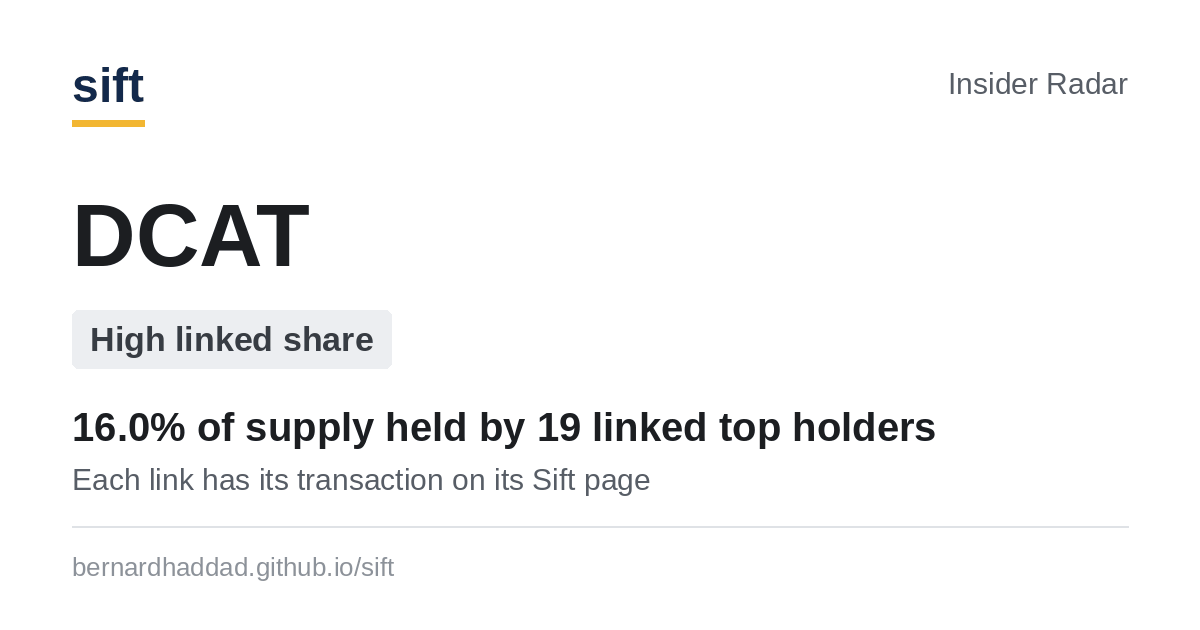 sift
Insider Radar
DCAT
High linked share
16.0% of supply held by 19 linked top holders
Each link has its transaction on its Sift page
bernardhaddad.github.io/sift